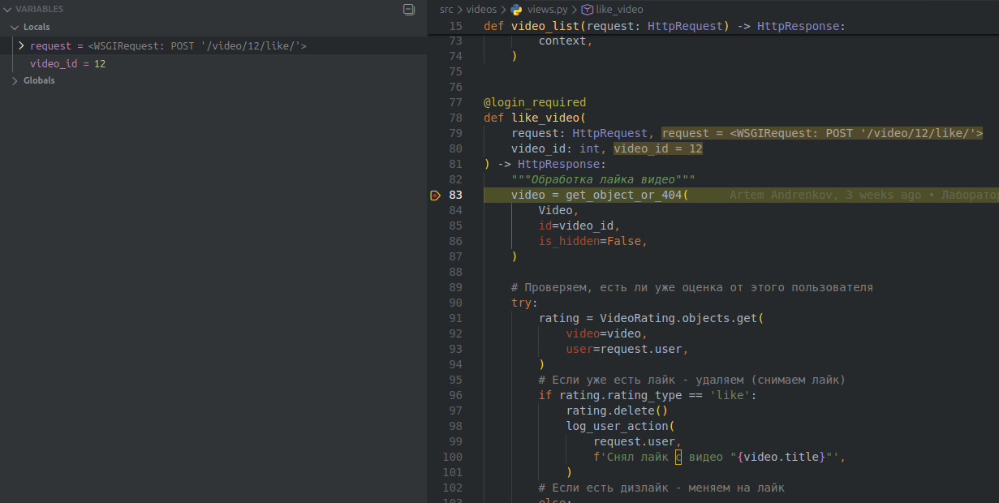 VARIABLES
Locals
request = <WSGIRequest: POST '/video/12/like/'>
video_id = 12
Globals
src > videos > views.py > like_video
15 def video_list(request: HttpRequest) -> HttpResponse:
73 context,
74 )
75
76
77 @login_required
78 def like_video(
79 request: HttpRequest, request = <WSGIRequest: POST '/video/12/like/'>
80 video_id: int, video_id = 12
81 ) -> HttpResponse:
82 """Обработка лайка видео"""
83 video = get_object_or_404( Artem Andrenkov, 3 weeks ago •
84 Video,
85 id=video_id,
86 is_hidden=False,
87 )
88
89 # Проверяем, есть ли уже оценка от этого пользователя
90 try:
91 rating = VideoRating.objects.get(
92 video=video,
93 user=request.user,
94 )
95 # Если уже есть лайк - удаляем (снимаем лайк)
96 if rating.rating_type == 'like':
97 rating.delete()
98 log_user_action(
99 request.user,
100 f'Снял лайк с видео "{video.title}"',
101 )
102 # Если есть дизлайк - меняем на лайк
103 else: